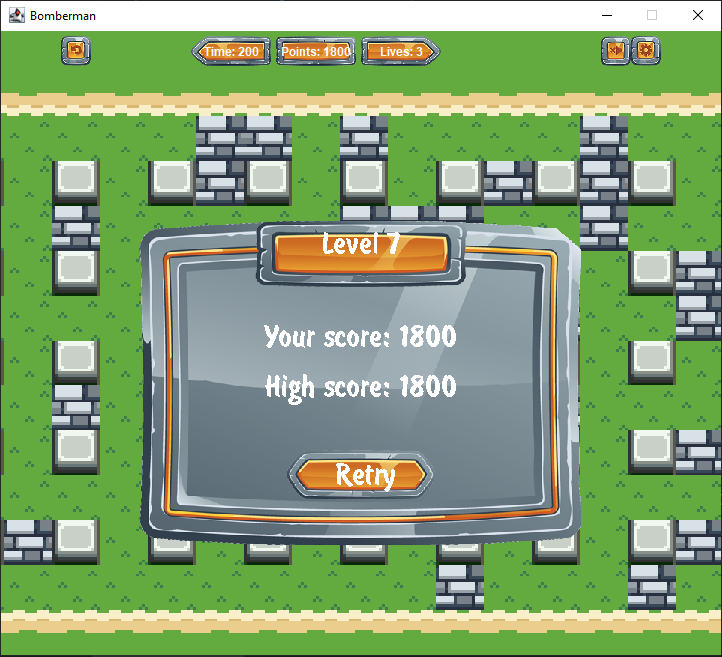 Bomberman
Time: 200 Points: 1800 Lives: 3
Level 7
Your score: 1800
High score: 1800
Retry